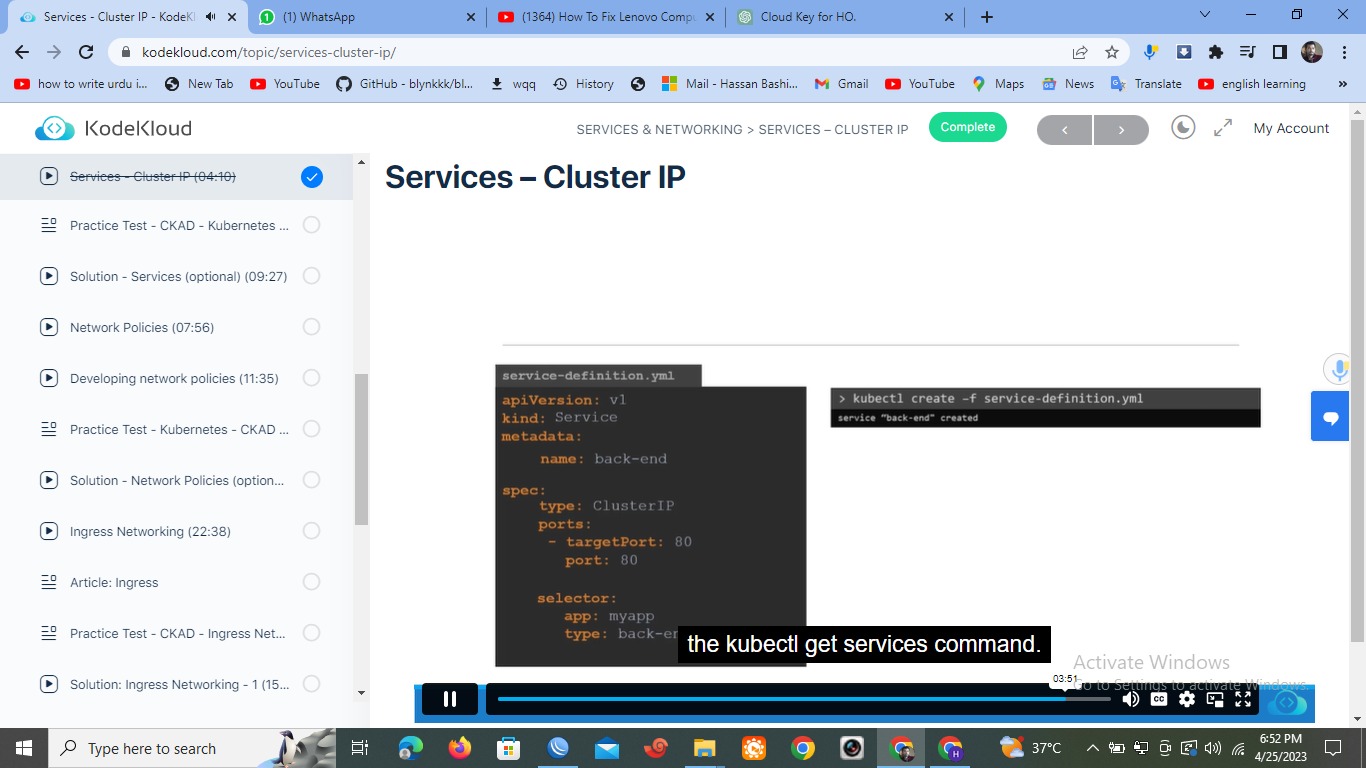 Services - Cluster IP - KodeKl
(1) WhatsApp
(1364) How To Fix Lenovo Compu
Cloud Key for HO.
kodekloud.com/topic/services-cluster-ip/
how to write urdu i...
New Tab
YouTube
GitHub - blynkkk/bl...
wqq
History
Mail - Hassan Bashi...
Gmail
YouTube
Maps
News
Translate
english learning
»
KodeKloud
SERVICES & NETWORKING > SERVICES – CLUSTER IP
Complete
My Account
Services - Cluster IP (04:10)
Practice Test - CKAD - Kubernetes ...
Solution - Services (optional) (09:27)
Network Policies (07:56)
Developing network policies (11:35)
Practice Test - Kubernetes - CKAD ...
Solution - Network Policies (option...
Ingress Networking (22:38)
Article: Ingress
Practice Test - CKAD - Ingress Net...
Solution: Ingress Networking - 1 (15...
Services – Cluster IP
service-definition.yml
apiVersion: v1
kind: Service
metadata:
name: back-end
spec:
type: ClusterIP
ports:
- targetPort: 80
port: 80
selector:
app: myapp
type: back-en
> kubectl create -f service-definition.yml
service "back-end" created
the kubectl get services command.
Activate Windows
Go to Settings to activate Windows.
03:51
CC
Type here to search
37°C
6:52 PM
4/25/2023